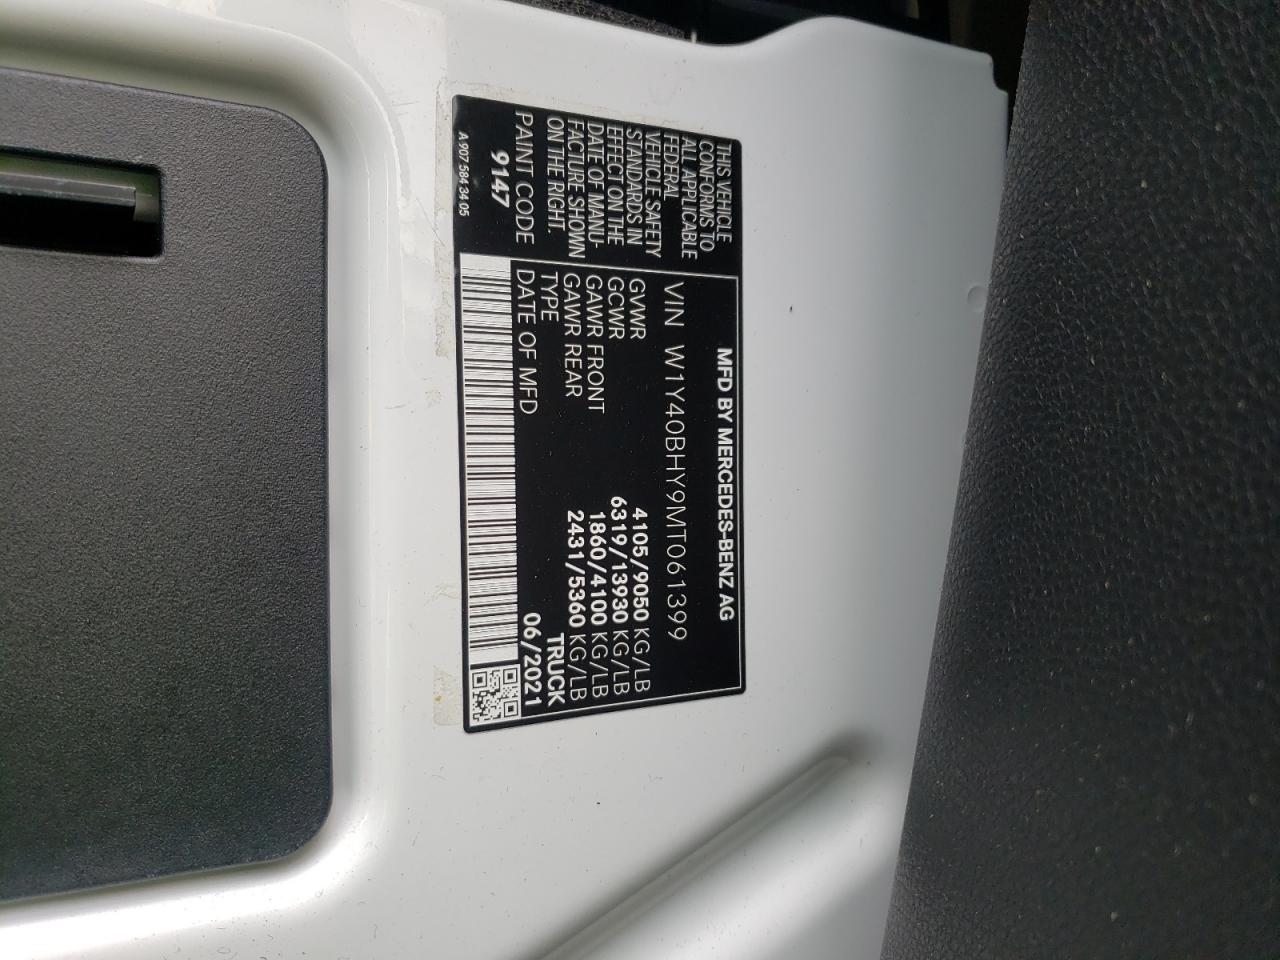 THIS VEHICLE
CONFORMS TO
ALL APPLICABLE
FEDERAL
VEHICLE SAFETY
STANDARDS IN
EFFECT ON THE
DATE OF MANU-
FACTURE SHOWN
ON THE RIGHT.
PAINT CODE
9147
A 907 584 34 05
MFD BY MERCEDES-BENZ AG
VIN W1Y40BHY9MT061399
GVWR 4105/9050 KG/LB
GCWR 6319/13930 KG/LB
GAWR FRONT 1860/4100 KG/LB
GAWR REAR 2431/5360 KG/LB
TYPE TRUCK
DATE OF MFD 06/2021